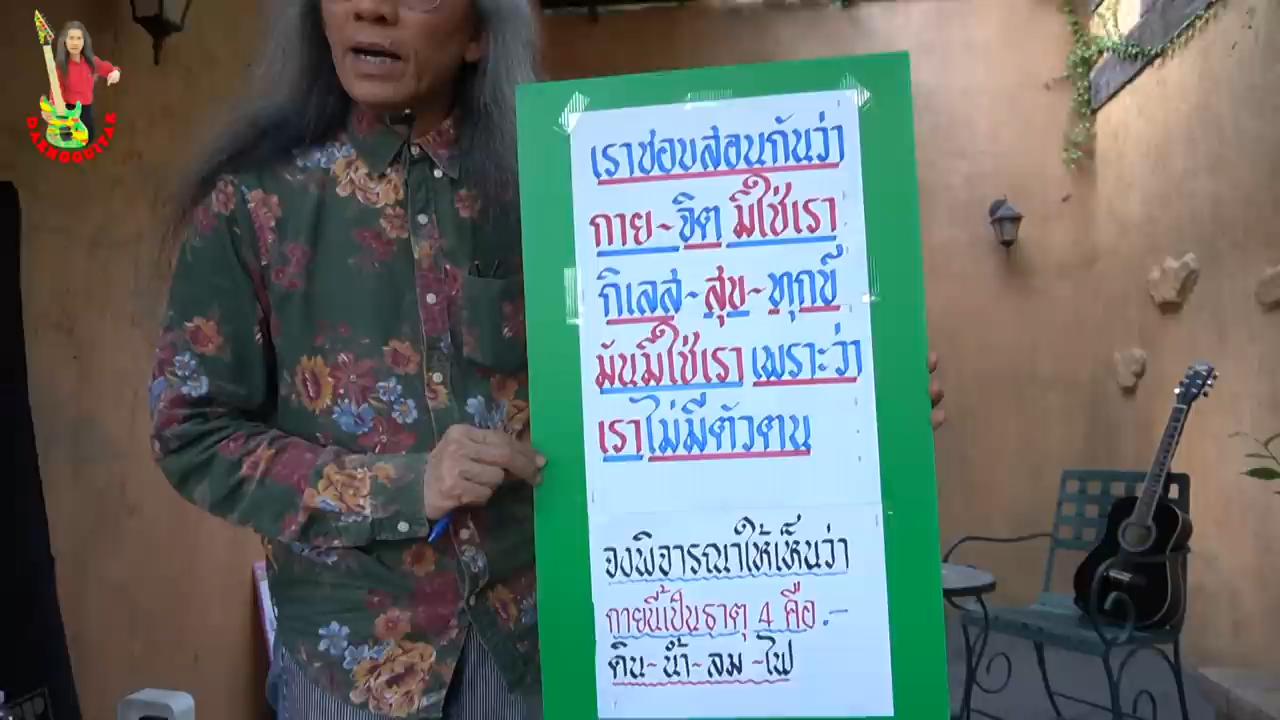 DAXNOGUITAR
เราชอบสอนกันว่า
กาย~จิต มิใช่เรา
กิเลส~สุข~ทุกข์
มันมิใช่เรา เพราะว่า
เราไม่มีตัวตน
จงพิจารณาให้เห็นว่า
กายนี้เป็นธาตุ 4 คือ.-
ดิน~น้ำ~ลม~ไฟ